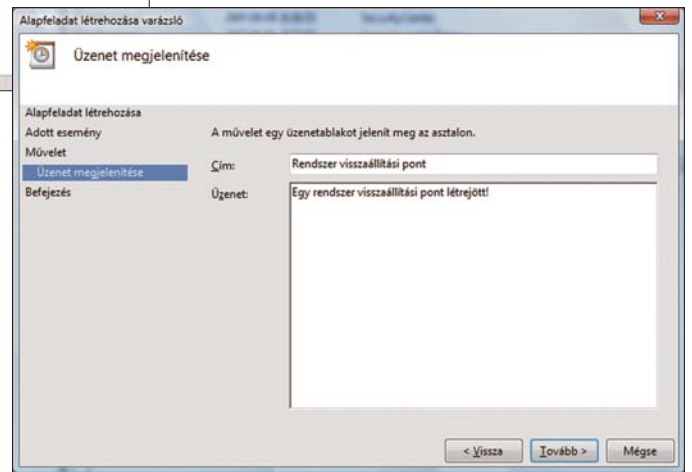 Alapfeladat létrehozása varázsló
Üzenet megjelenítése
Alapfeladat létrehozása
Adott esemény
Művelet
Üzenet megjelenítése
Befejezés
A művelet egy üzenetablakot jelenít meg az asztalon.
Cím:
Rendszer visszaállítási pont
Üzenet:
Egy rendszer visszaállítási pont létrejött!
< Vissza
Tovább >
Mégse